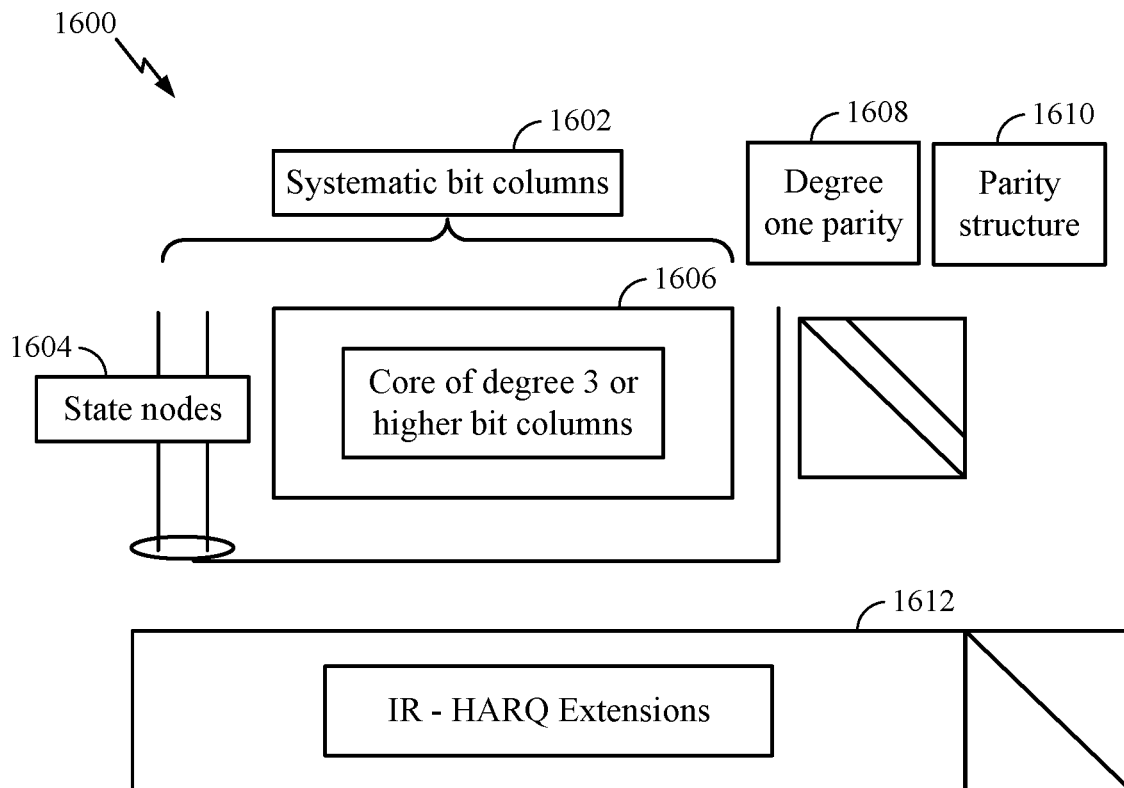 1600
1602
1608
1610
Systematic bit columns
Degree
one parity
Parity
structure
1606
1604
State nodes
Core of degree 3 or
higher bit columns
1612
IR - HARQ Extensions